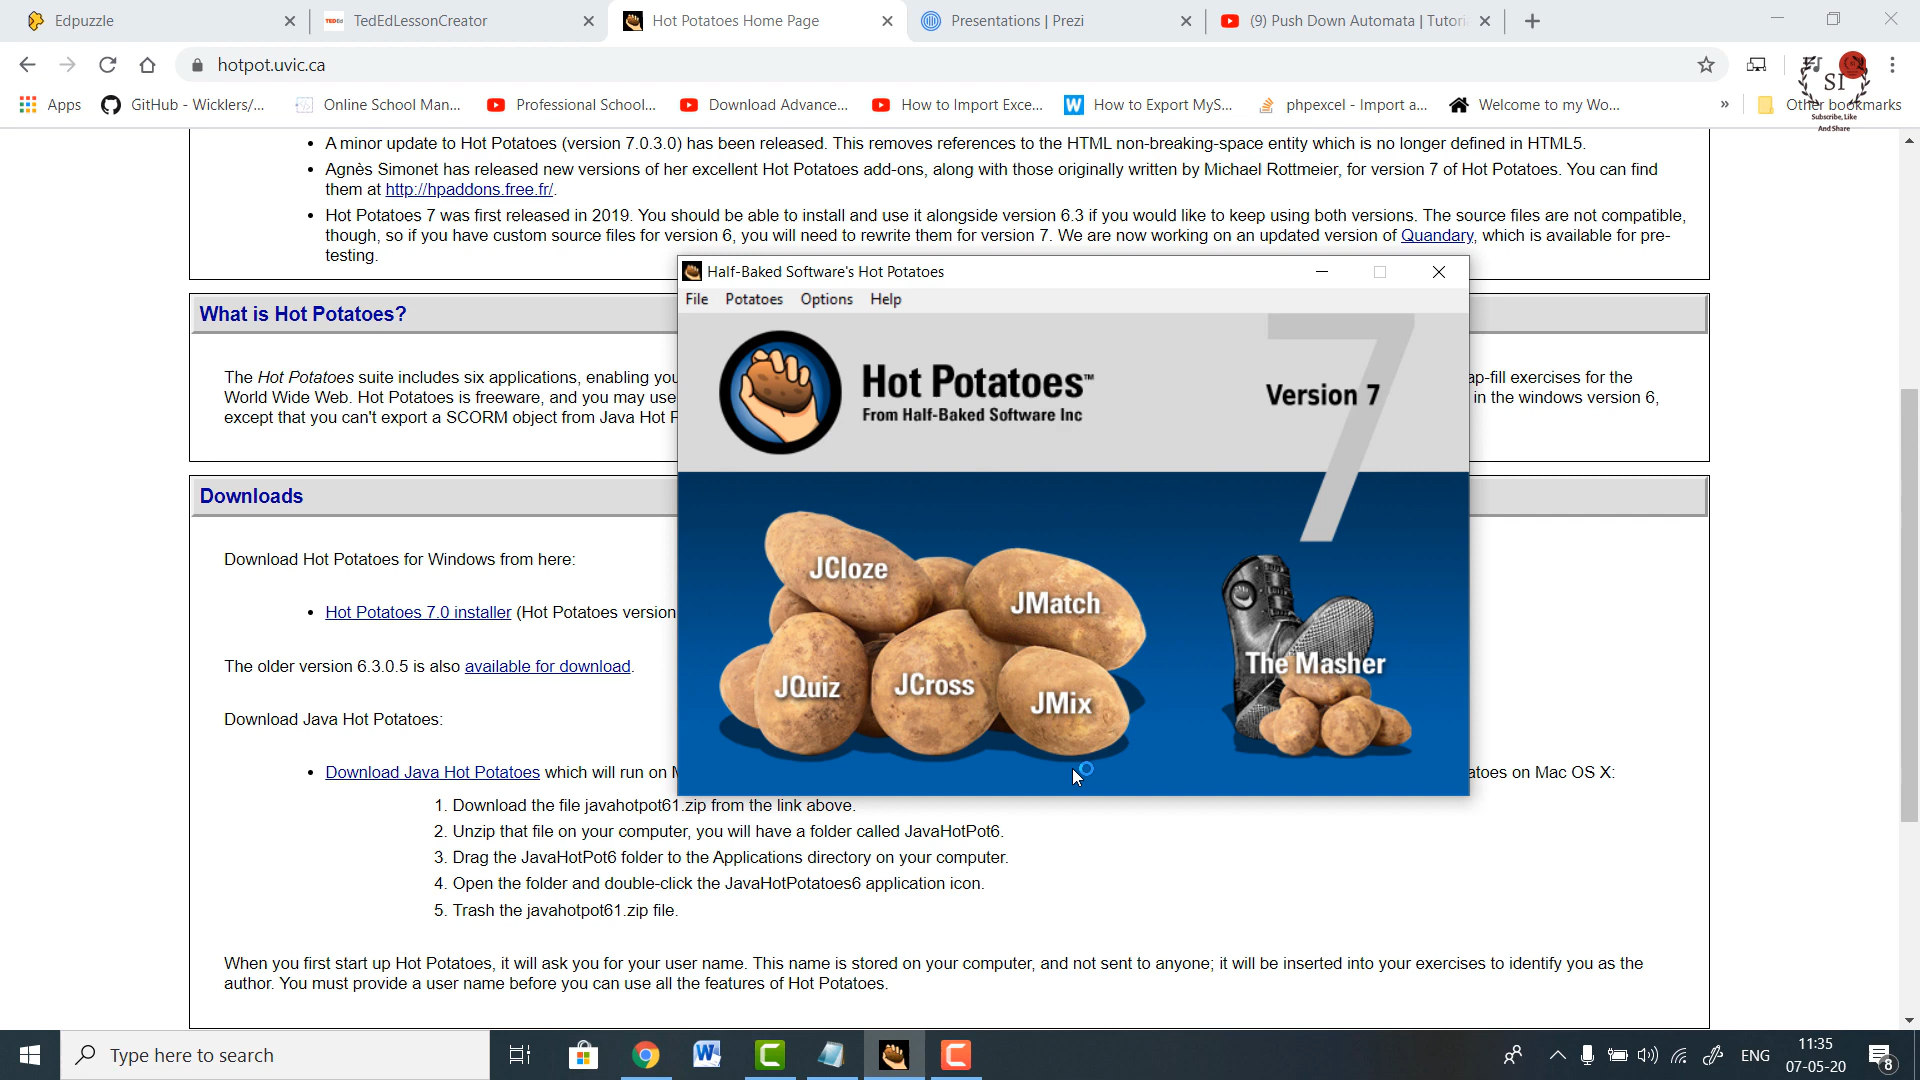 Edpuzzle
TED Ed TedEdLessonCreator
Hot Potatoes Home Page
Presentations | Prezi
(9) Push Down Automata | Tutori
hotpot.uvic.ca
Apps
GitHub - Wicklers/...
Online School Man...
Professional School...
Download Advance...
How to Import Exce...
W How to Export MyS...
phpexcel - Import a...
Welcome to my Wo...
»
Other bookmarks
SI
Subscribe, Like
And Share
A minor update to Hot Potatoes (version 7.0.3.0) has been released. This removes references to the HTML non-breaking-space entity which is no longer defined in HTML5.
Agnès Simonet has released new versions of her excellent Hot Potatoes add-ons, along with those originally written by Michael Rottmeier, for version 7 of Hot Potatoes. You can find
them at http://hpaddons.free.fr/.
Hot Potatoes 7 was first released in 2019. You should be able to install and use it alongside version 6.3 if you would like to keep using both versions. The source files are not compatible,
though, so if you have custom source files for version 6, you will need to rewrite them for version 7. We are now working on an updated version of Quandary, which is available for pre-
testing.
What is Hot Potatoes?
The Hot Potatoes suite includes six applications, enabling you
ap-fill exercises for the
World Wide Web. Hot Potatoes is freeware, and you may use
in the windows version 6,
except that you can't export a SCORM object from Java Hot P
Half-Baked Software's Hot Potatoes
File Potatoes Options Help
7
Hot Potatoes™
From Half-Baked Software Inc
Version 7
JCloze
JMatch
JQuiz
JCross
JMix
The Masher
Downloads
Download Hot Potatoes for Windows from here:
Hot Potatoes 7.0 installer (Hot Potatoes version
The older version 6.3.0.5 is also available for download.
Download Java Hot Potatoes:
Download Java Hot Potatoes which will run on M
atoes on Mac OS X:
1. Download the file javahotpot61.zip from the link above.
2. Unzip that file on your computer, you will have a folder called JavaHotPot6.
3. Drag the JavaHotPot6 folder to the Applications directory on your computer.
4. Open the folder and double-click the JavaHotPotatoes6 application icon.
5. Trash the javahotpot61.zip file.
When you first start up Hot Potatoes, it will ask you for your user name. This name is stored on your computer, and not sent to anyone; it will be inserted into your exercises to identify you as the
author. You must provide a user name before you can use all the features of Hot Potatoes.
Type here to search
ENG
11:35
07-05-20
8